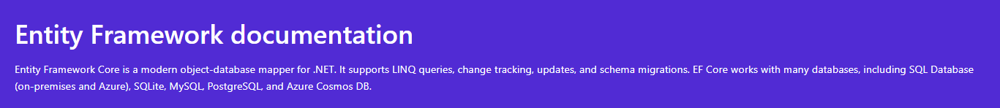 Entity Framework documentation
Entity Framework Core is a modern object-database mapper for .NET. It supports LINQ queries, change tracking, updates, and schema migrations. EF Core works with many databases, including SQL Database
(on-premises and Azure), SQLite, MySQL, PostgreSQL, and Azure Cosmos DB.